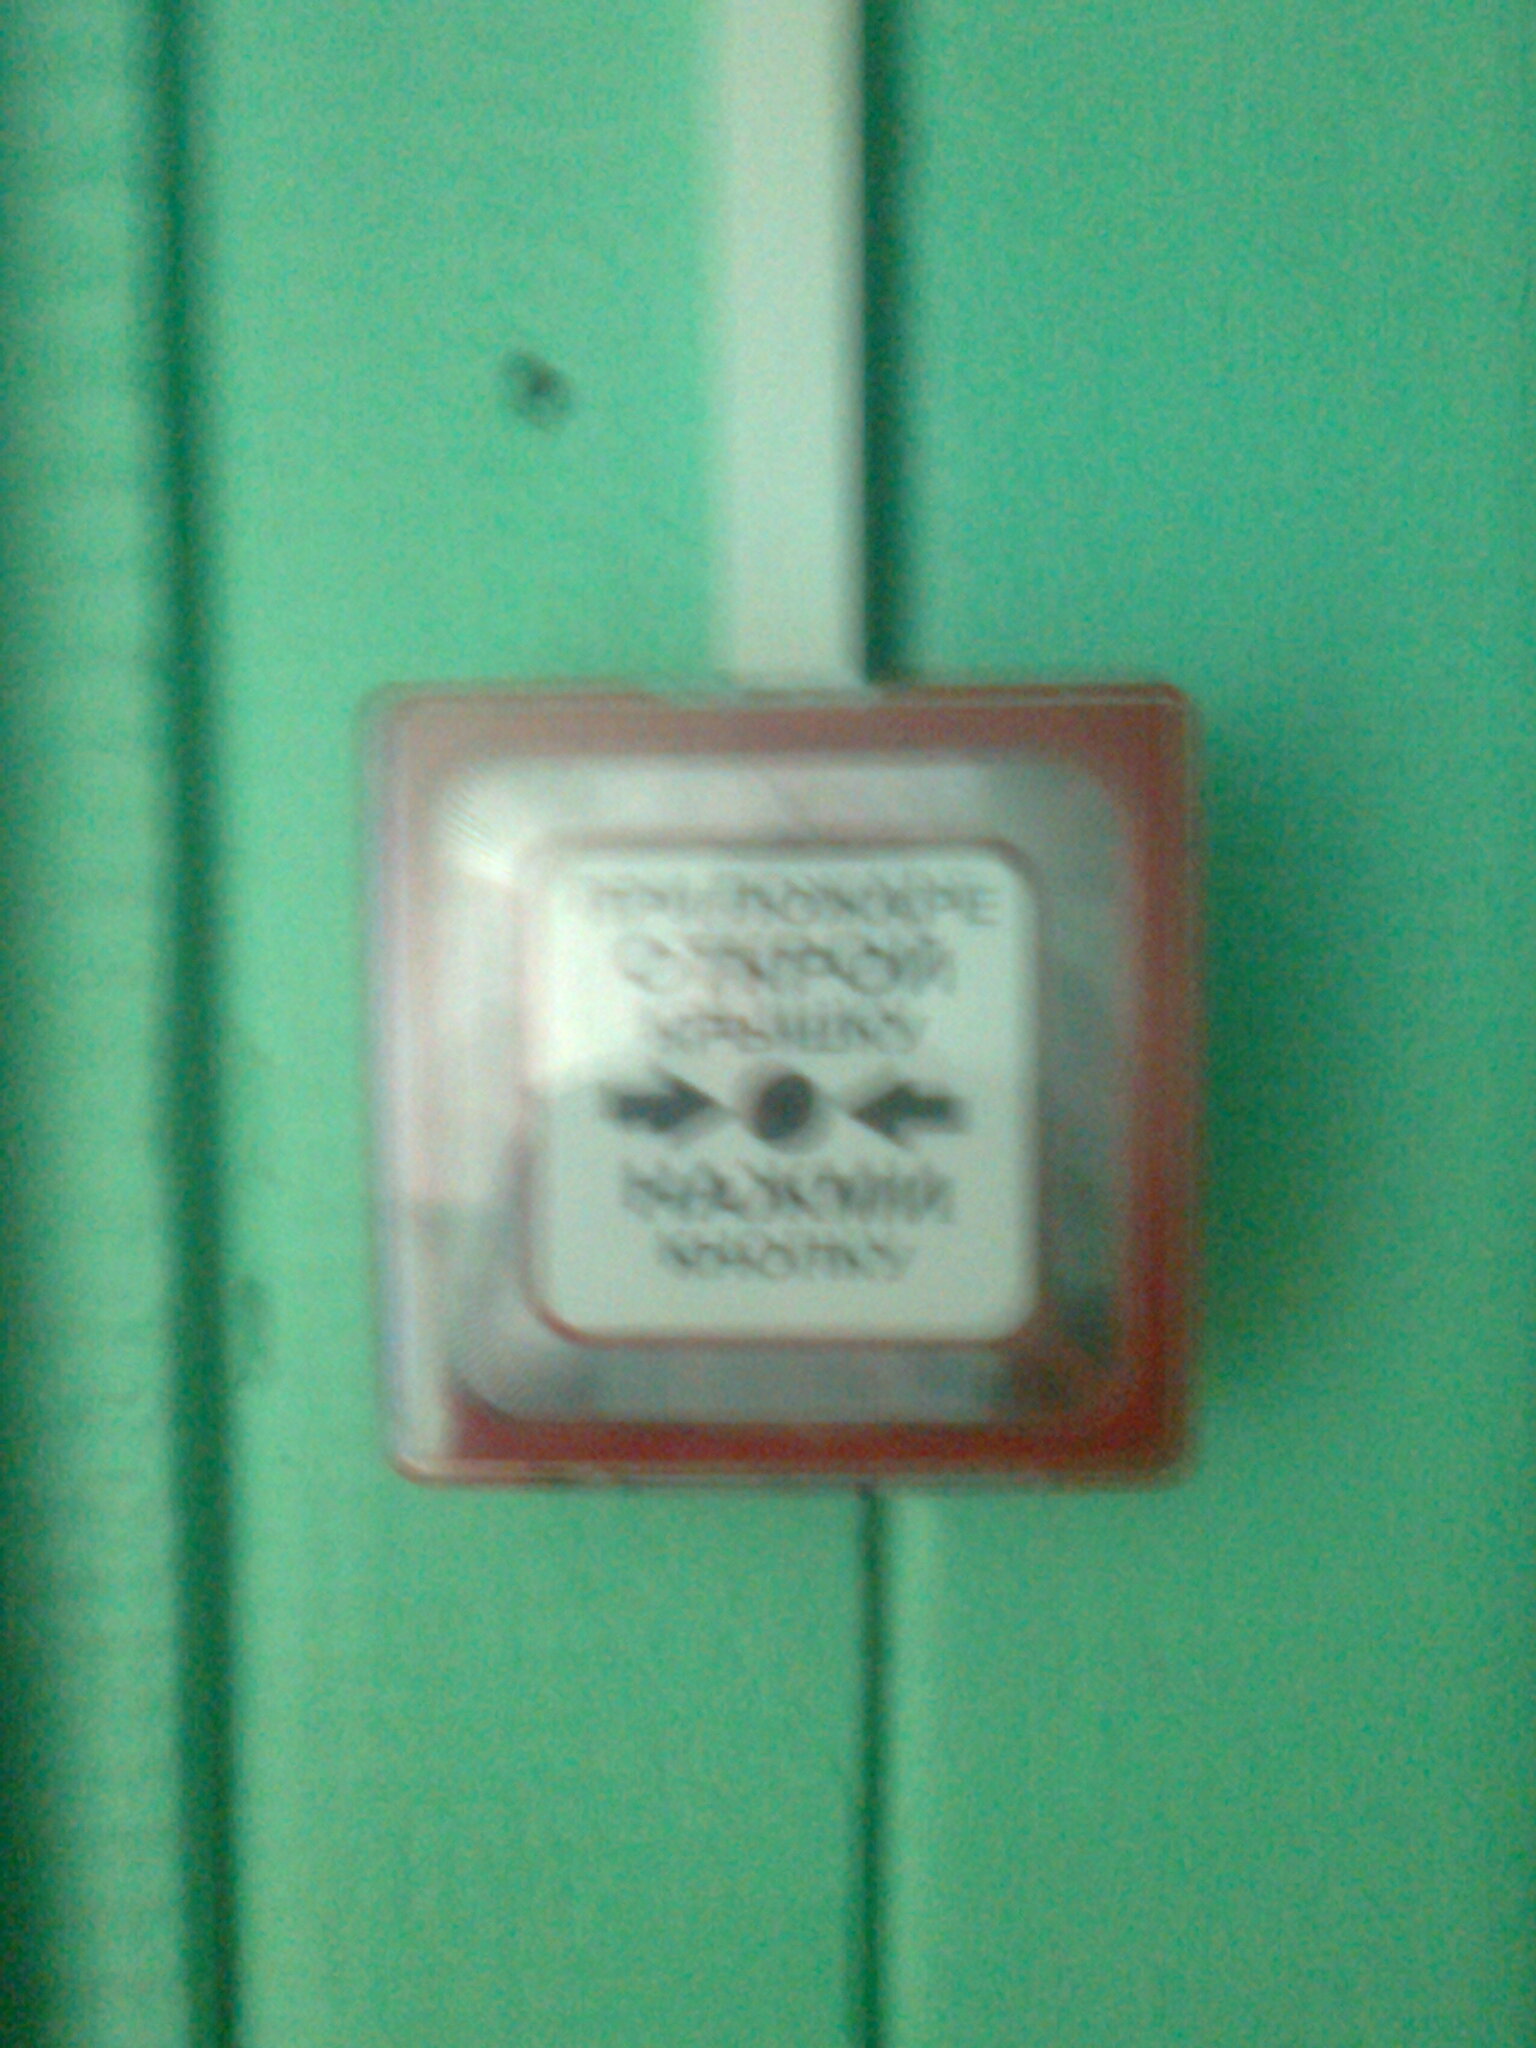 ПРИ ПОЖАРЕ
ОТКРОЙ
КРЫШКУ
НАЖМИ
КНОПКУ